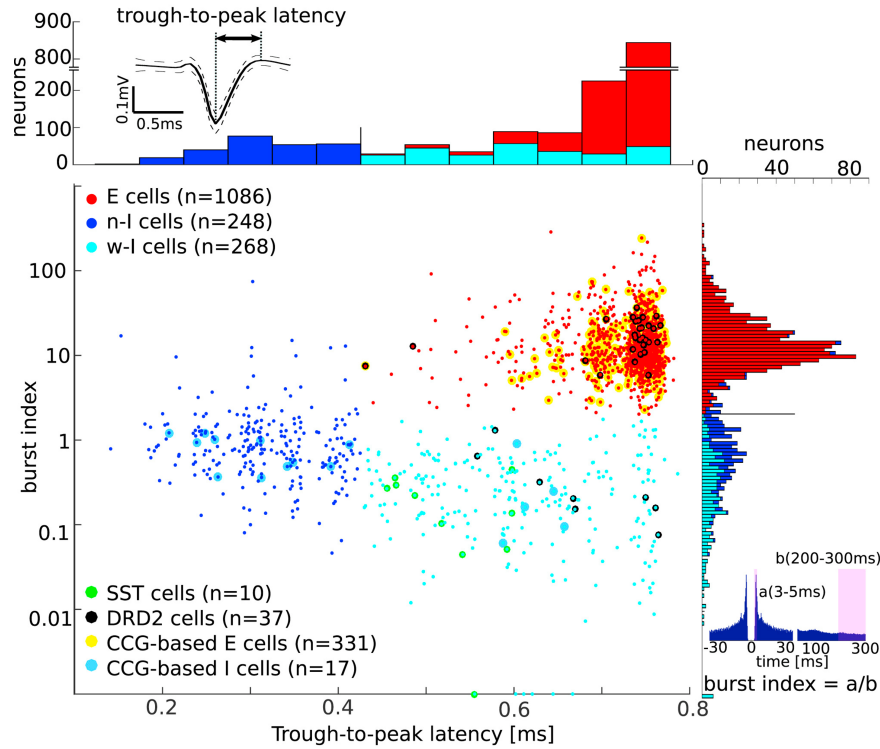 trough-to-peak latency
neurons
900
800
200
100
0
0.1mV
0.5ms
neurons
0 40 80
E cells (n=1086)
n-I cells (n=248)
w-I cells (n=268)
burst index
100
10
1
0.1
0.01
SST cells (n=10)
DRD2 cells (n=37)
CCG-based E cells (n=331)
CCG-based I cells (n=17)
b(200-300ms)
a(3-5ms)
-30 0 30 100 300
time [ms]
burst index = a/b
0.2 0.4 0.6 0.8
Trough-to-peak latency [ms]